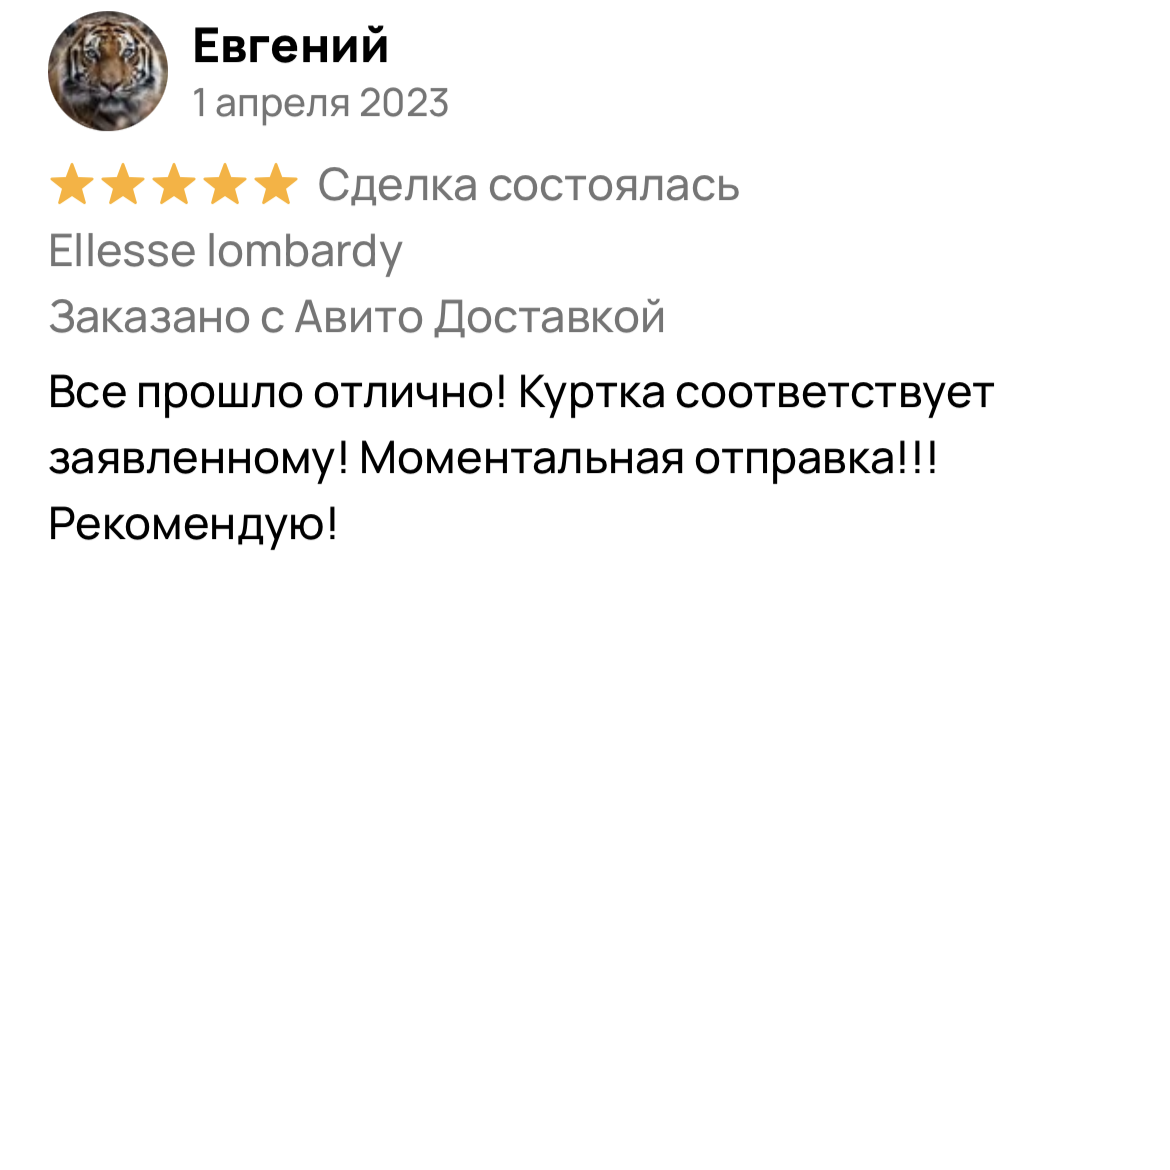 Евгений
1 апреля 2023
Сделка состоялась
Ellesse lombardy
Заказано с Авито Доставкой
Все прошло отлично! Куртка соответствует
заявленному! Моментальная отправка!!!
Рекомендую!